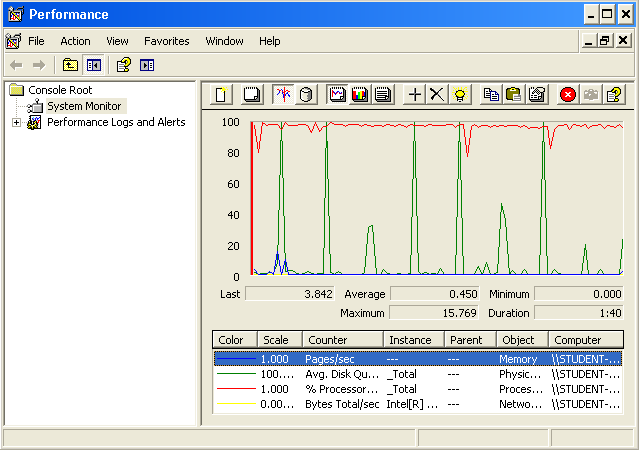 Performance
File Action View Favorites Window Help
Console Root
System Monitor
Performance Logs and Alerts
100
80
60
40
20
0
Last 3.842 Average 0.450 Minimum 0.000
Maximum 15.769 Duration 1:40
Color Scale Counter Instance Parent Object Computer
1.000 Pages/sec --- --- Memory \\STUDENT-...
100.... Avg. Disk Qu... _Total --- Physic... \\STUDENT-...
1.000 % Processor... _Total --- Proces... \\STUDENT-...
0.00... Bytes Total/sec Intel[R] ... --- Netwo... \\STUDENT-...